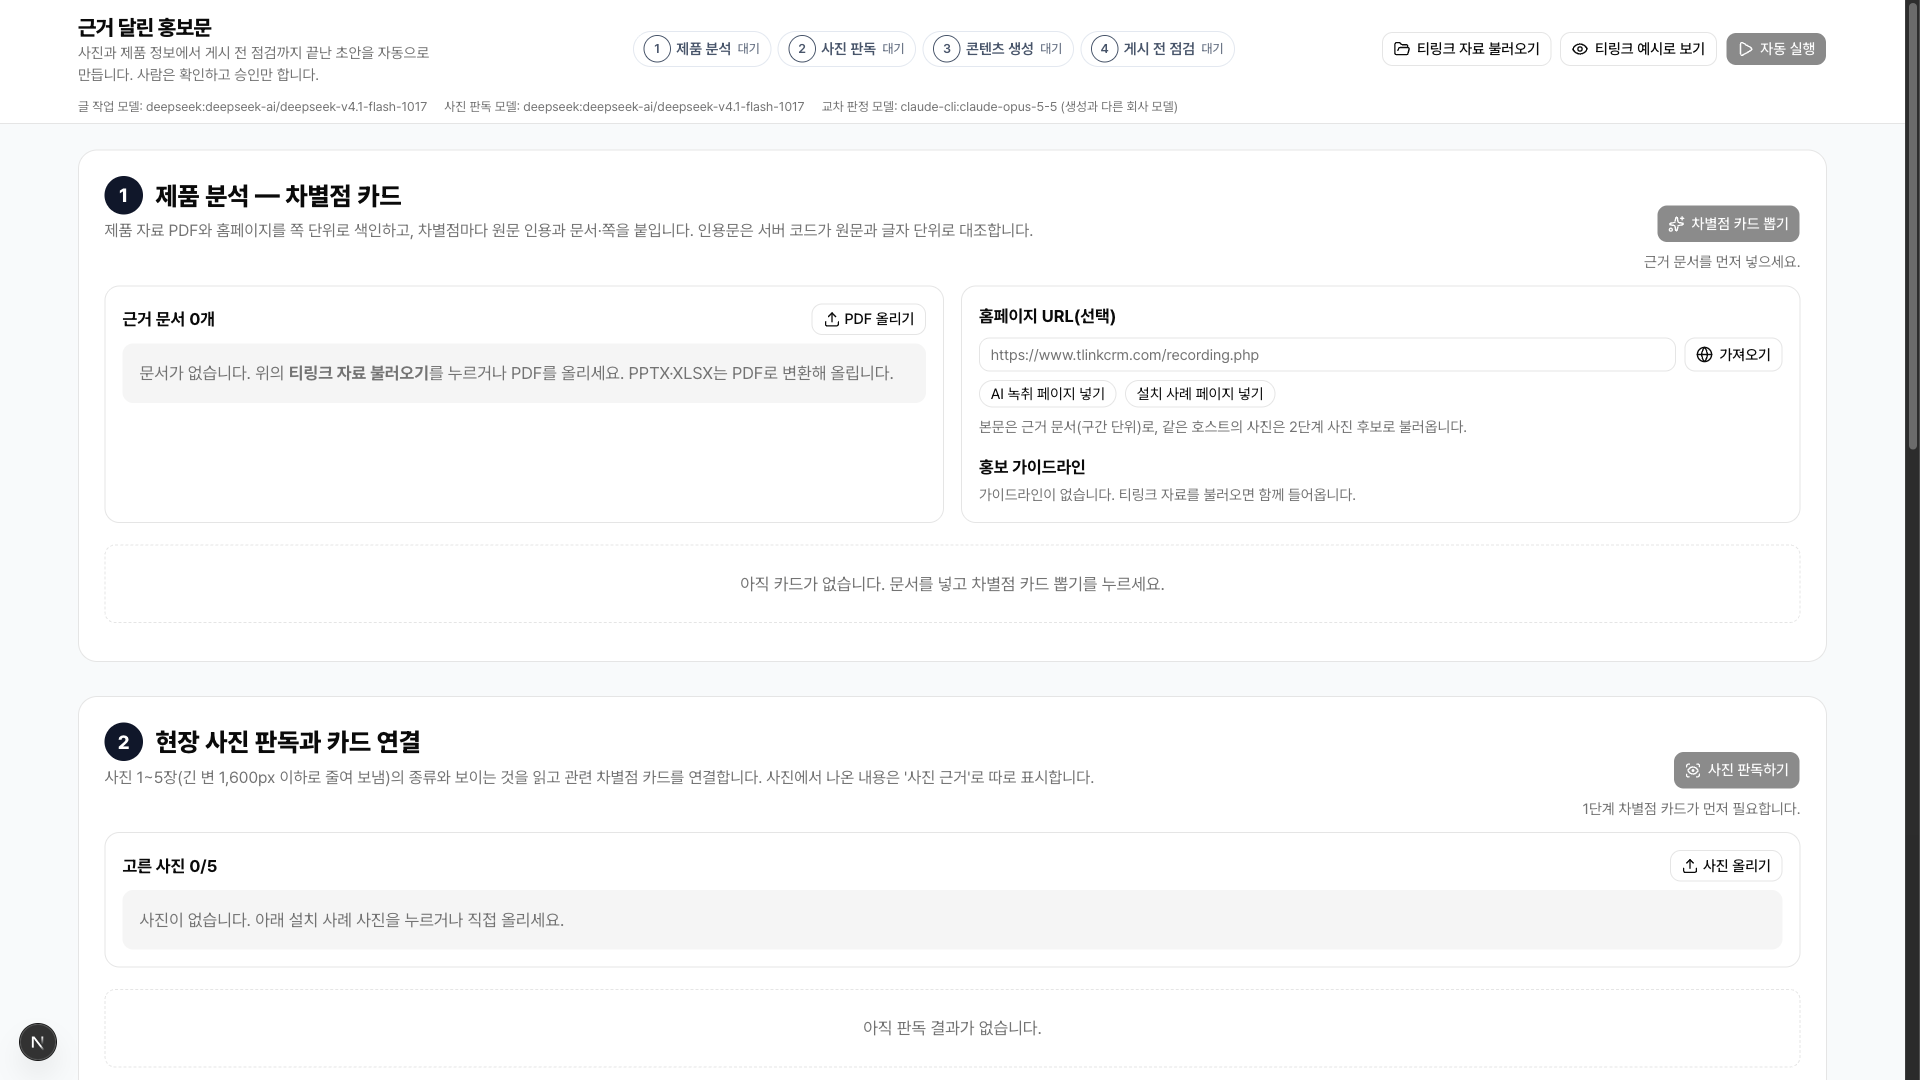 근거 달린 홍보문
사진과 제품 정보에서 게시 전 점검까지 끝난 초안을 자동으로
만듭니다. 사람은 확인하고 승인만 합니다.
1 제품 분석 대기
2 사진 판독 대기
3 콘텐츠 생성 대기
4 게시 전 점검 대기
티링크 자료 불러오기
티링크 예시로 보기
자동 실행
글 작업 모델: deepseek:deepseek-ai/deepseek-v4.1-flash-1017
사진 판독 모델: deepseek:deepseek-ai/deepseek-v4.1-flash-1017
교차 판정 모델: claude-cli:claude-opus-5-5 (생성과 다른 회사 모델)
1 제품 분석 — 차별점 카드
제품 자료 PDF와 홈페이지를 쪽 단위로 색인하고, 차별점마다 원문 인용과 문서·쪽을 붙입니다. 인용문은 서버 코드가 원문과 글자 단위로 대조합니다.
차별점 카드 뽑기
근거 문서를 먼저 넣으세요.
근거 문서 0개
PDF 올리기
문서가 없습니다. 위의 티링크 자료 불러오기를 누르거나 PDF를 올리세요. PPTX·XLSX는 PDF로 변환해 올립니다.
홈페이지 URL(선택)
https://www.tlinkcrm.com/recording.php
가져오기
AI 녹취 페이지 넣기
설치 사례 페이지 넣기
본문은 근거 문서(구간 단위)로, 같은 호스트의 사진은 2단계 사진 후보로 불러옵니다.
홍보 가이드라인
가이드라인이 없습니다. 티링크 자료를 불러오면 함께 들어옵니다.
아직 카드가 없습니다. 문서를 넣고 차별점 카드 뽑기를 누르세요.
2 현장 사진 판독과 카드 연결
사진 1~5장(긴 변 1,600px 이하로 줄여 보냄)의 종류와 보이는 것을 읽고 관련 차별점 카드를 연결합니다. 사진에서 나온 내용은 '사진 근거'로 따로 표시합니다.
사진 판독하기
1단계 차별점 카드가 먼저 필요합니다.
고른 사진 0/5
사진 올리기
사진이 없습니다. 아래 설치 사례 사진을 누르거나 직접 올리세요.
아직 판독 결과가 없습니다.
N